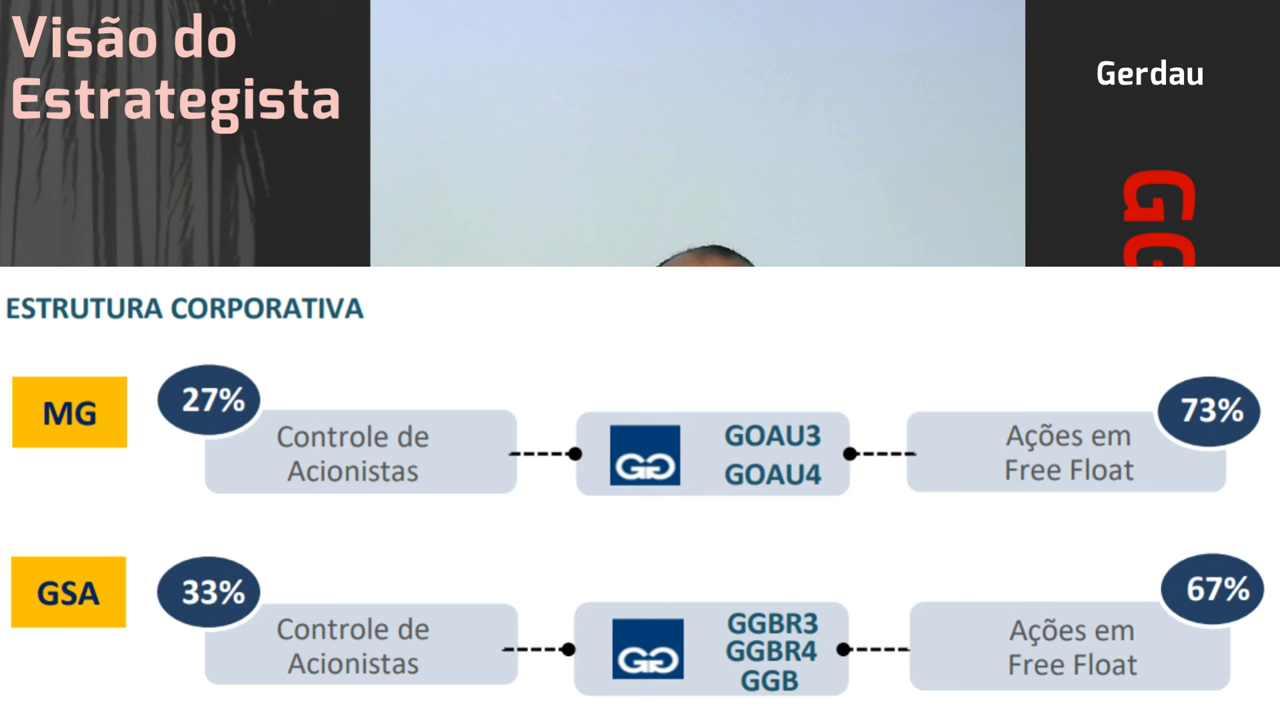 Visão do
Estrategista
Gerdau
GG
ESTRUTURA CORPORATIVA
MG
27%
Controle de
Acionistas
GOAU3
GOAU4
Ações em
Free Float
73%
GSA
33%
Controle de
Acionistas
GGBR3
GGBR4
GGB
Ações em
Free Float
67%